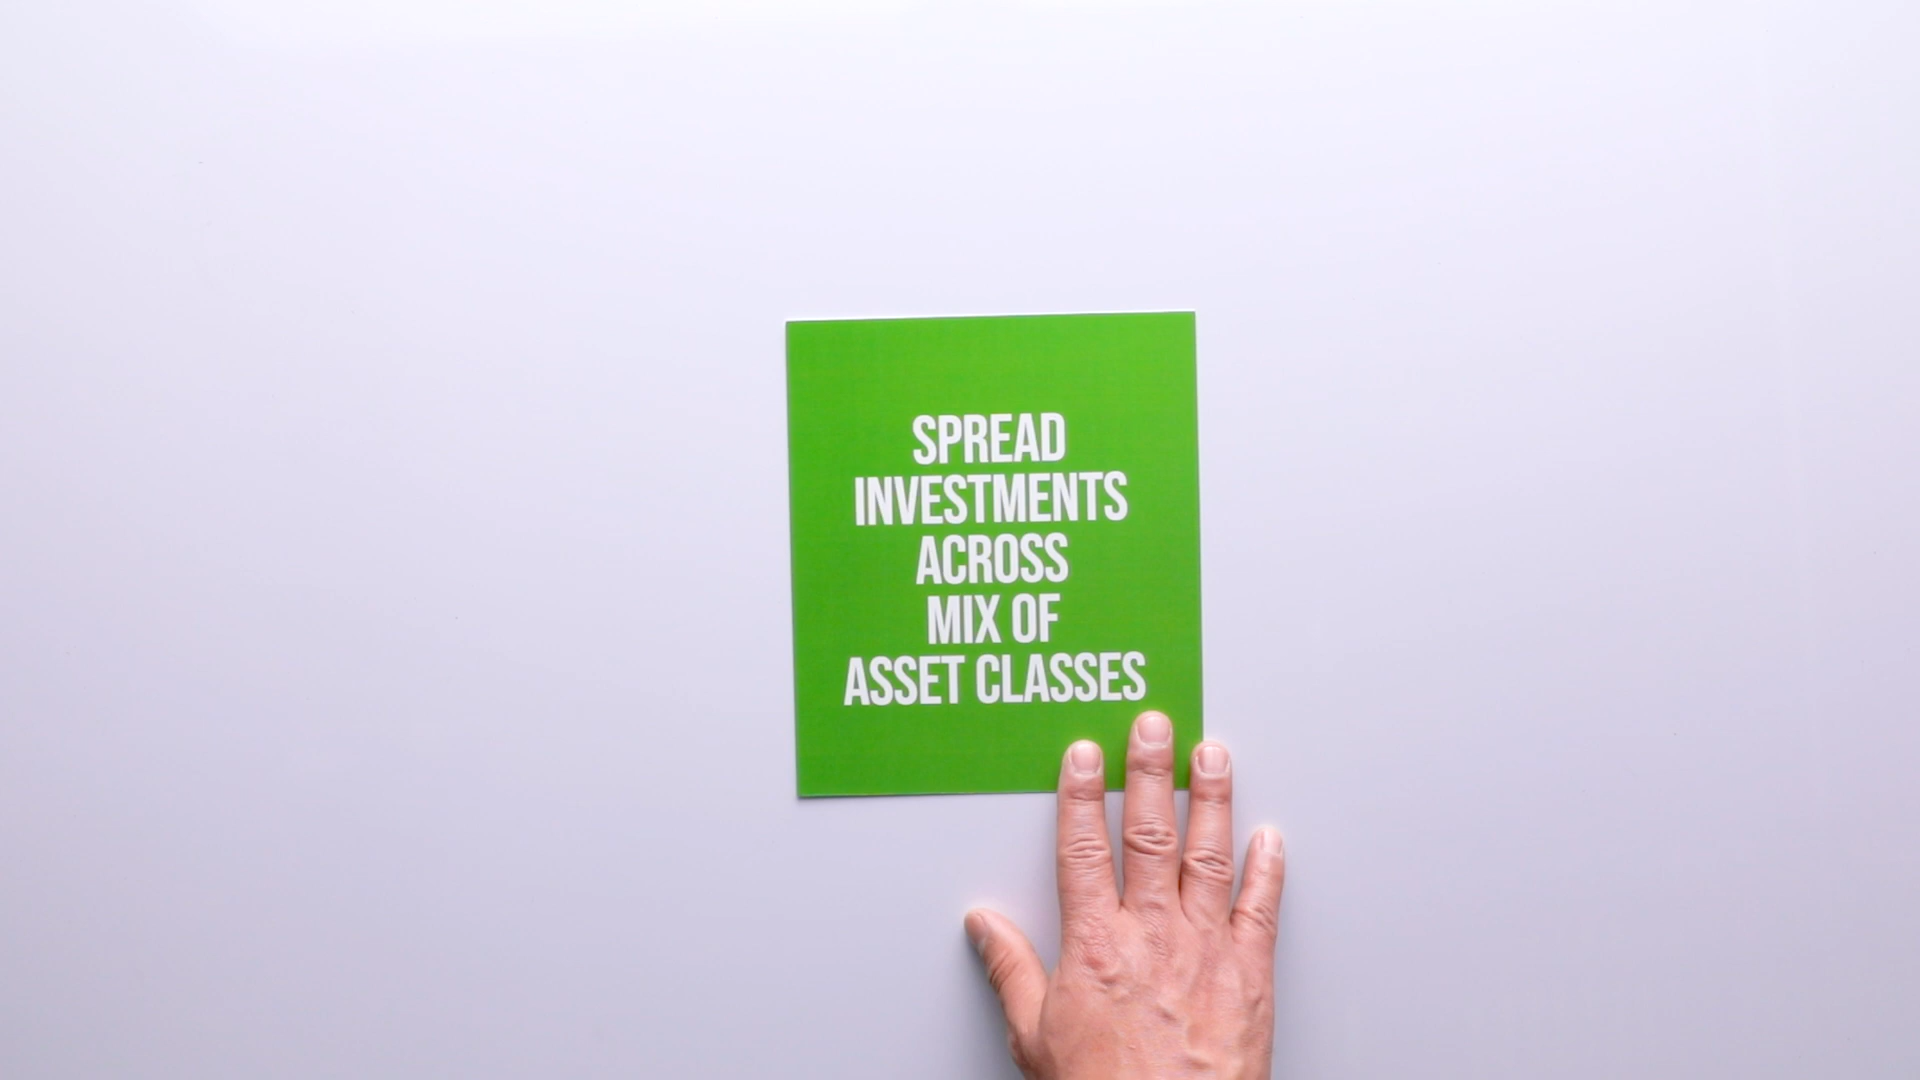 SPREAD
INVESTMENTS
ACROSS
MIX OF
ASSET CLASSES